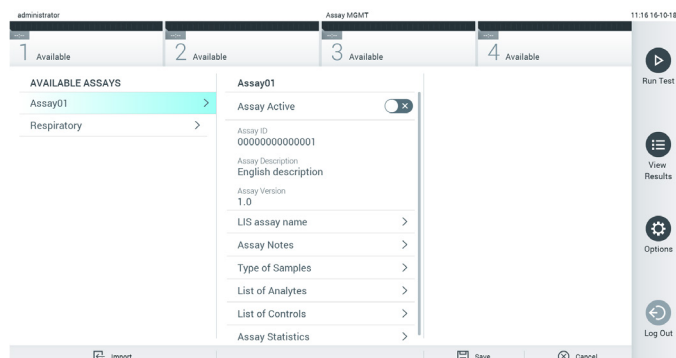 administrator Assay MGMT 11:16 16-10-18
--:-- --:-- --:-- --:--
1 Available 2 Available 3 Available 4 Available
AVAILABLE ASSAYS
Assay01
Respiratory
Assay01
Assay Active
Assay ID
00000000000001
Assay Description
English description
Assay Version
1.0
LIS assay name
Assay Notes
Type of Samples
List of Analytes
List of Controls
Assay Statistics
Run Test
View
Results
Options
Log Out
Import Save Cancel